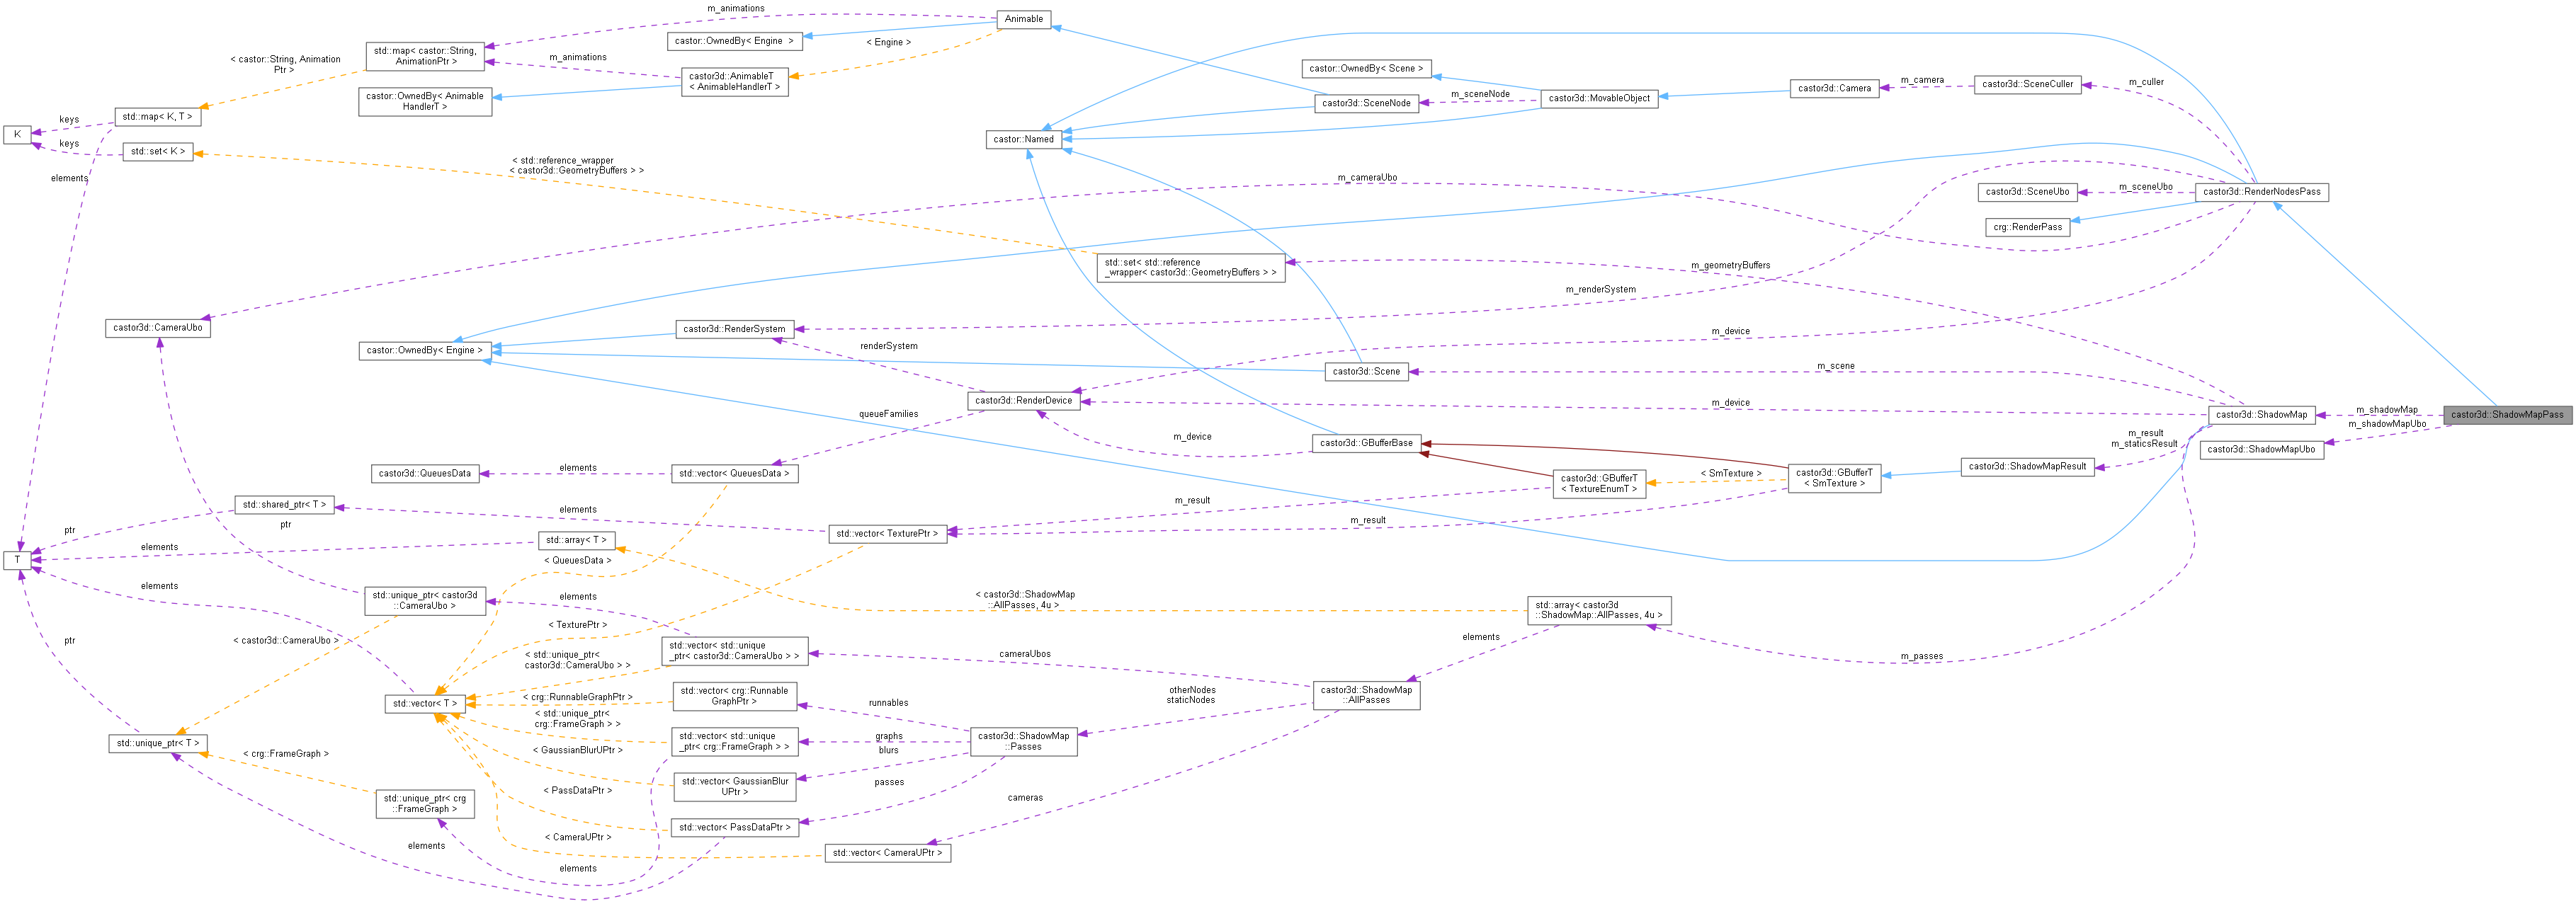 m_animations
Animable
castor::OwnedBy< Engine >
< Engine >
std::map< castor::String,
AnimationPtr >
m_animations
< castor::String, Animation
Ptr >
castor3d::AnimableT
< AnimableHandlerT >
castor::OwnedBy< Animable
HandlerT >
castor::OwnedBy< Scene >
m_sceneNode
castor3d::SceneNode
castor3d::MovableObject
castor3d::Camera
m_camera
castor3d::SceneCuller
m_culler
std::map< K, T >
keys
K
keys
std::set< K >
castor::Named
< std::reference_wrapper
< castor3d::GeometryBuffers > >
elements
m_cameraUbo
castor3d::SceneUbo
m_sceneUbo
castor3d::RenderNodesPass
crg::RenderPass
std::set< std::reference
_wrapper< castor3d::GeometryBuffers > >
m_geometryBuffers
m_renderSystem
castor3d::CameraUbo
castor3d::RenderSystem
m_device
castor::OwnedBy< Engine >
renderSystem
castor3d::Scene
m_scene
castor3d::RenderDevice
m_device
queueFamilies
castor3d::ShadowMap
m_shadowMap
castor3d::ShadowMapPass
m_shadowMapUbo
castor3d::ShadowMapUbo
m_device
castor3d::GBufferBase
m_result
m_staticsResult
castor3d::QueuesData
elements
std::vector< QueuesData >
castor3d::GBufferT
< TextureEnumT >
< SmTexture >
castor3d::GBufferT
< SmTexture >
castor3d::ShadowMapResult
std::shared_ptr< T >
ptr
ptr
elements
m_result
m_result
std::vector< TexturePtr >
std::array< T >
elements
T
< QueuesData >
elements
std::unique_ptr< castor3d
::CameraUbo >
elements
< castor3d::ShadowMap
::AllPasses, 4u >
std::array< castor3d
::ShadowMap::AllPasses, 4u >
elements
< TexturePtr >
ptr
< castor3d::CameraUbo >
< std::unique_ptr<
castor3d::CameraUbo > >
std::vector< std::unique
_ptr< castor3d::CameraUbo > >
cameraUbos
m_passes
std::vector< T >
< crg::RunnableGraphPtr >
std::vector< crg::Runnable
GraphPtr >
runnables
otherNodes
staticNodes
castor3d::ShadowMap
::AllPasses
< std::unique_ptr<
crg::FrameGraph > >
std::vector< std::unique
_ptr< crg::FrameGraph > >
graphs
castor3d::ShadowMap
::Passes
std::unique_ptr< T >
< crg::FrameGraph >
< GaussianBlurUPtr >
blurs
std::vector< GaussianBlur
UPtr >
passes
< PassDataPtr >
std::unique_ptr< crg
::FrameGraph >
cameras
std::vector< PassDataPtr >
< CameraUPtr >
elements
std::vector< CameraUPtr >
elements